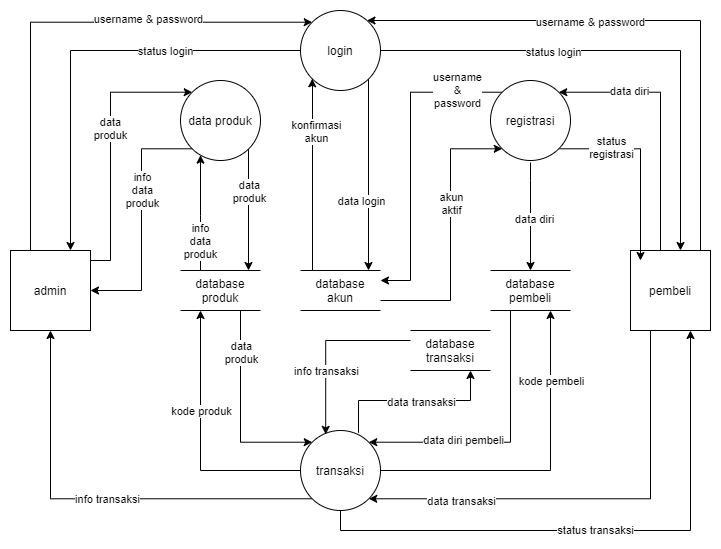 username & password
username & password
login
status login
status login
username
&
password
data diri
data
produk
data produk
konfirmasi
akun
registrasi
status
registrasi
info
data
produk
data
produk
data login
akun
aktif
data diri
info
data
produk
admin
database
produk
database
akun
database
pembeli
pembeli
data
produk
database
transaksi
info transaksi
kode pembeli
kode produk
data transaksi
data diri pembeli
transaksi
info transaksi
data transaksi
status transaksi